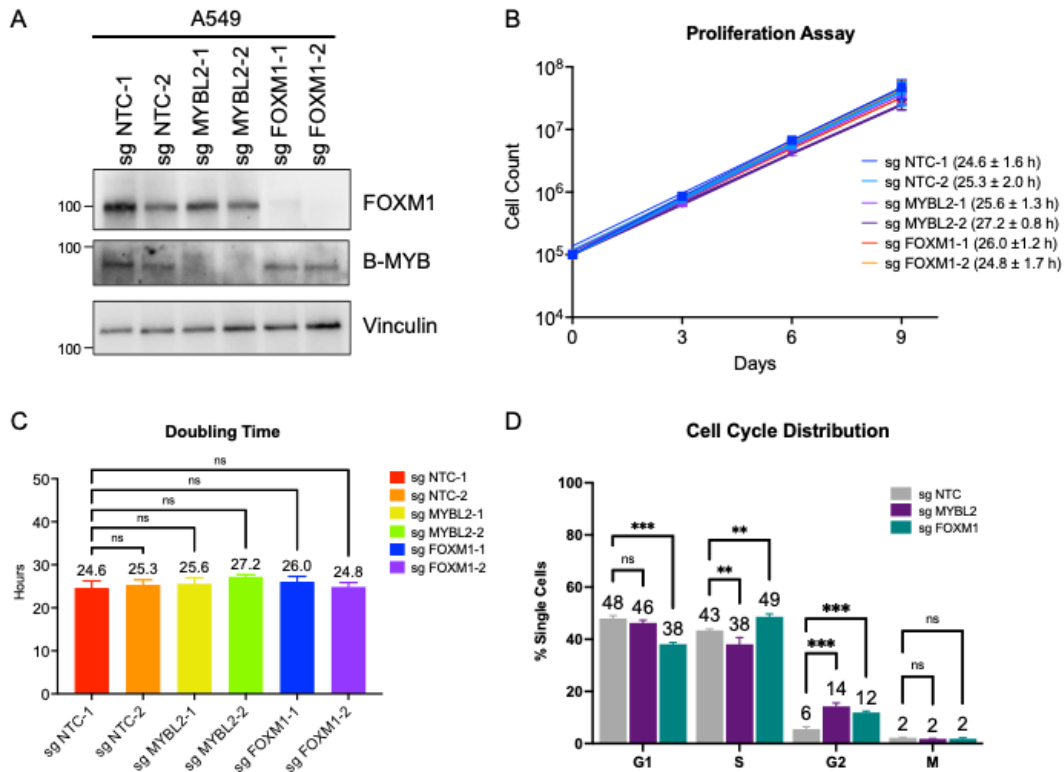 A
A549
sg NTC-1
sg NTC-2
sg MYBL2-1
sg MYBL2-2
sg FOXM1-1
sg FOXM1-2
100
FOXM1
100
B-MYB
Vinculin
100
B
Proliferation Assay
Cell Count
10^8
10^7
10^6
10^5
10^4
0 3 6 9
Days
sg NTC-1 (24.6 ± 1.6 h)
sg NTC-2 (25.3 ± 2.0 h)
sg MYBL2-1 (25.6 ± 1.3 h)
sg MYBL2-2 (27.2 ± 0.8 h)
sg FOXM1-1 (26.0 ±1.2 h)
sg FOXM1-2 (24.8 ± 1.7 h)
C
Doubling Time
Hours
50
40
30
20
10
0
ns
ns
ns
ns
ns
24.6 25.3 25.6 27.2 26.0 24.8
sg NTC-1
sg NTC-2
sg MYBL2-1
sg MYBL2-2
sg FOXM1-1
sg FOXM1-2
sg NTC-1
sg NTC-2
sg MYBL2-1
sg MYBL2-2
sg FOXM1-1
sg FOXM1-2
D
Cell Cycle Distribution
% Single Cells
100
80
60
40
20
0
sg NTC
sg MYBL2
sg FOXM1
***
ns
48 46 38
**
**
43 38 49
***
***
6 14 12
ns
ns
2 2 2
G1 S G2 M